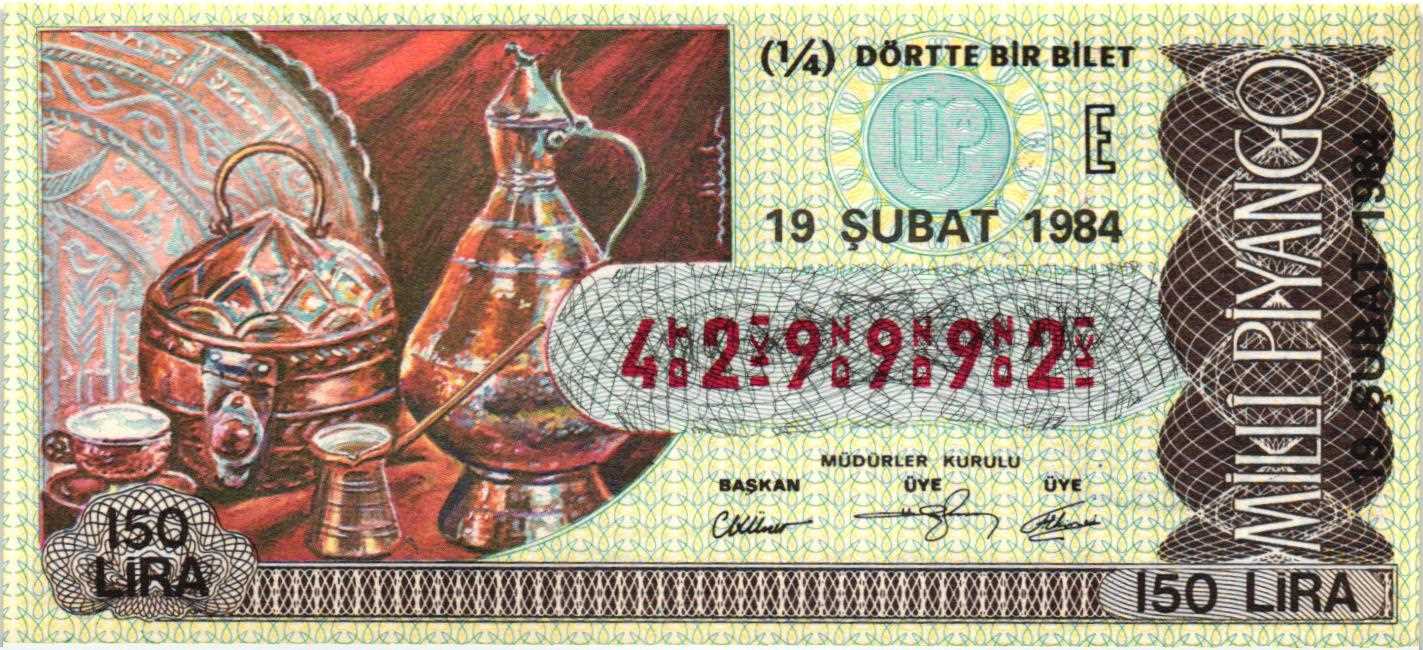 (1/4) DÖRTTE BİR BİLET
E
19 ŞUBAT 1984
429992
MÜDÜRLER KURULU
BAŞKAN ÜYE ÜYE
150
LİRA
150 LİRA
MİLLİ PİYANGO
19 ŞUBAT 1984